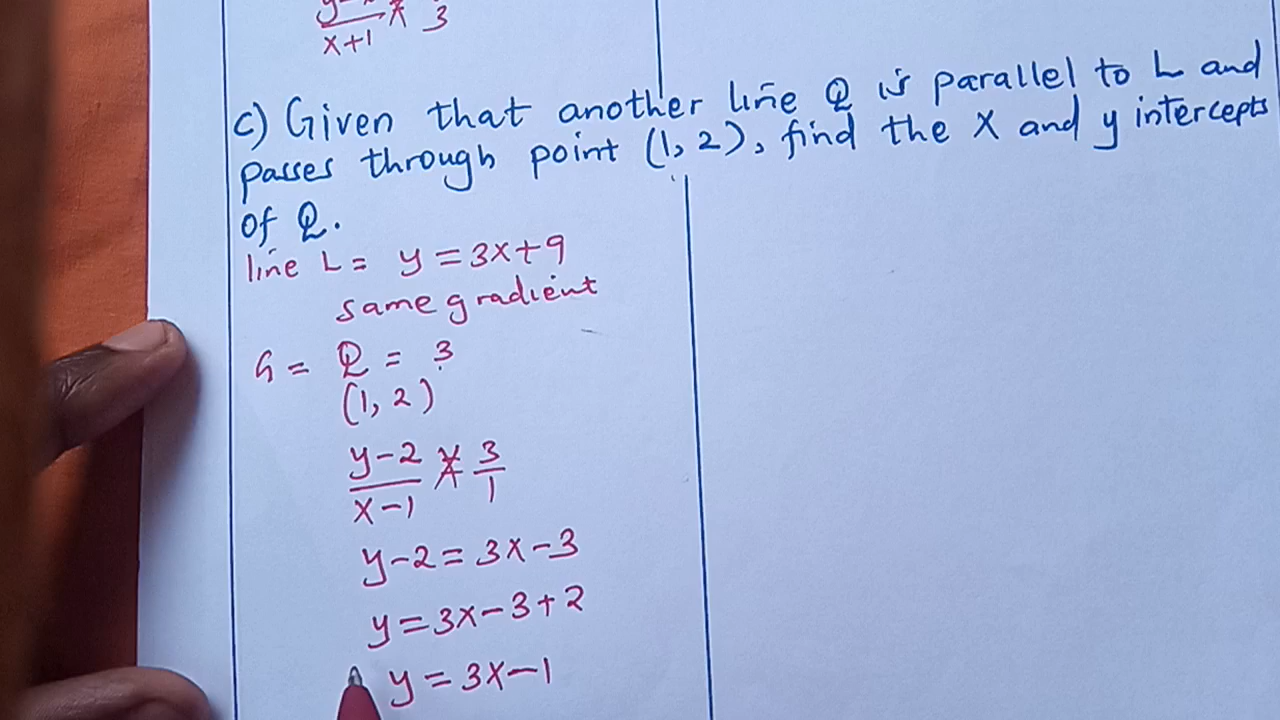 x+1 3
c) Given that another line Q is parallel to L and
passes through point (1, 2), find the X and y intercepts
of Q.
line L = y = 3x+9
same gradient
G = Q = 3
(1, 2)
y-2 3
x-1 1
y-2 = 3x-3
y = 3x-3+2
y = 3x-1